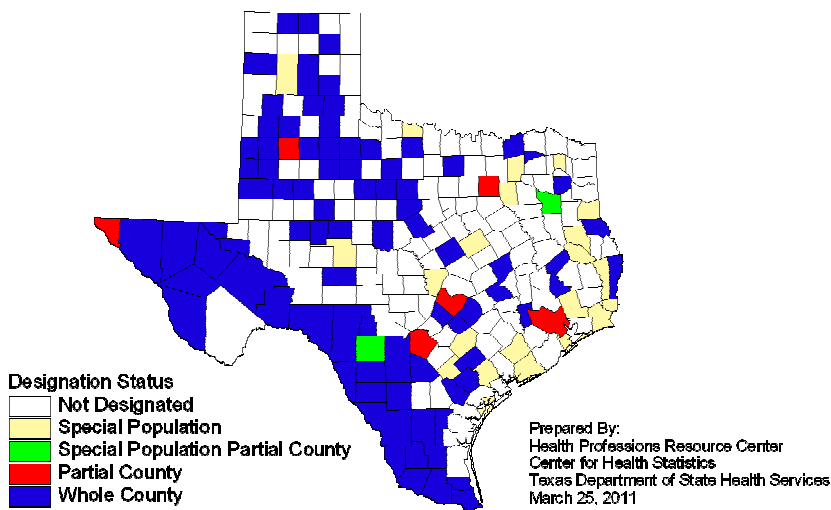 Designation Status
Not Designated
Special Population
Special Population Partial County
Partial County
Whole County
Prepared By:
Health Professions Resource Center
Center for Health Statistics
Texas Department of State Health Services
March 25, 2011